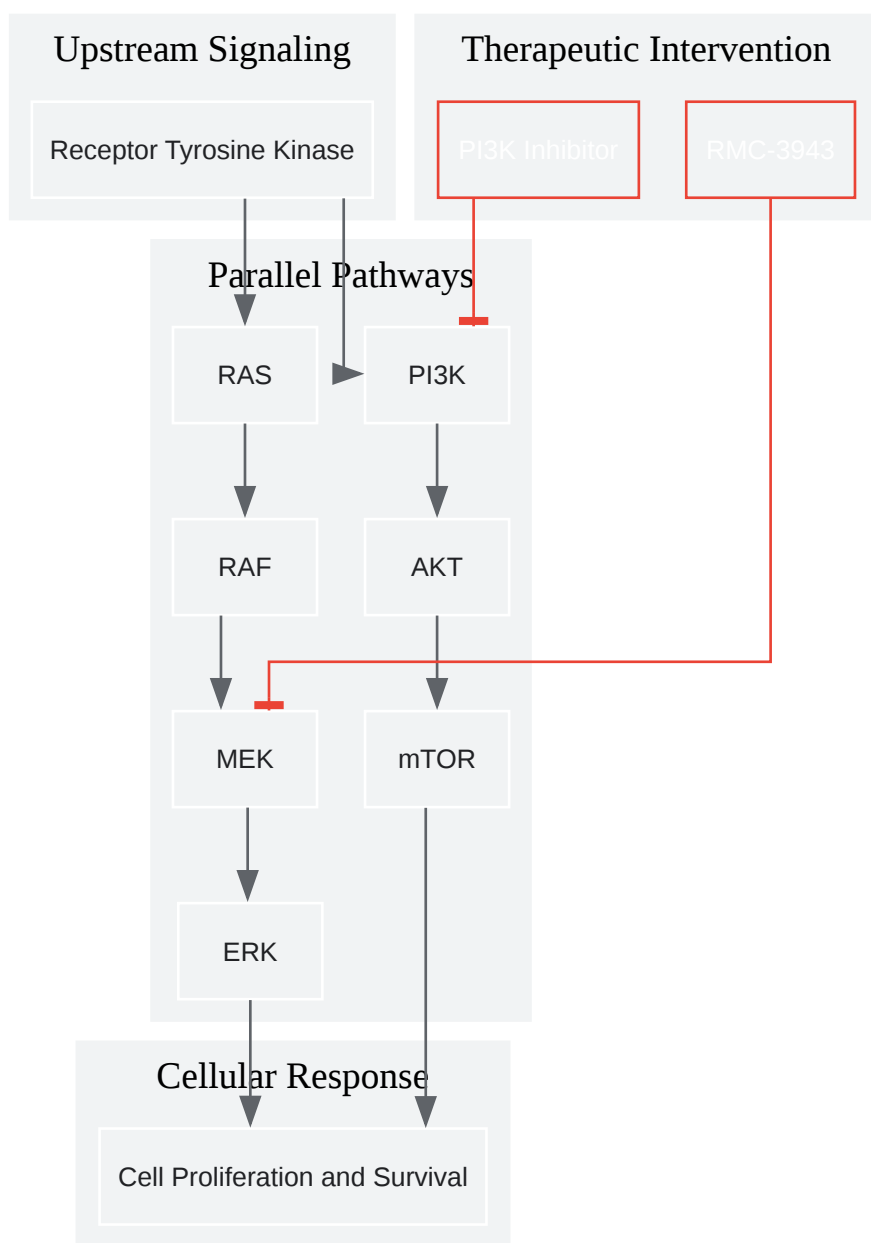 Upstream Signaling
Therapeutic Intervention
Receptor Tyrosine Kinase
PI3K Inhibitor
RMC-3943
Parallel Pathways
RAS
PI3K
RAF
AKT
MEK
mTOR
ERK
Cellular Response
Cell Proliferation and Survival